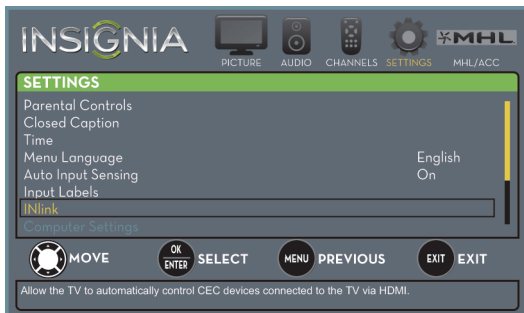 INSIGNIA
PICTURE AUDIO CHANNELS SETTINGS MHL/ACC
MHL
SETTINGS
Parental Controls
Closed Caption
Time
Menu Language English
Auto Input Sensing On
Input Labels
INlink
Computer Settings
MOVE OK ENTER SELECT MENU PREVIOUS EXIT EXIT
Allow the TV to automatically control CEC devices connected to the TV via HDMI.